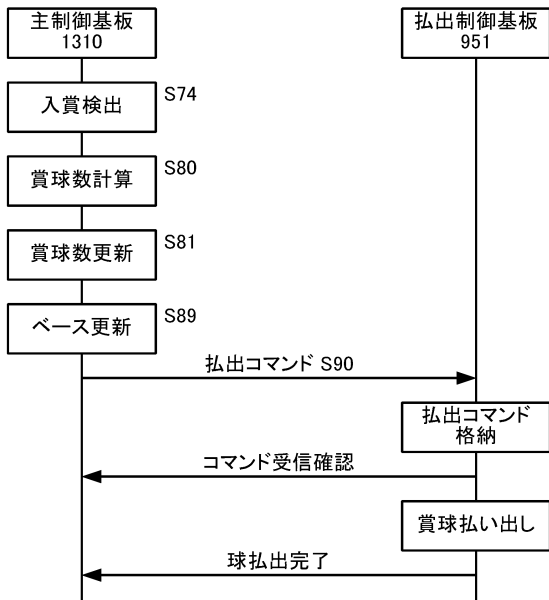 主制御基板
1310
払出制御基板
951
入賞検出
S74
賞球数計算
S80
賞球数更新
S81
ベース更新
S89
払出コマンド S90
払出コマンド
格納
コマンド受信確認
賞球払い出し
球払出完了